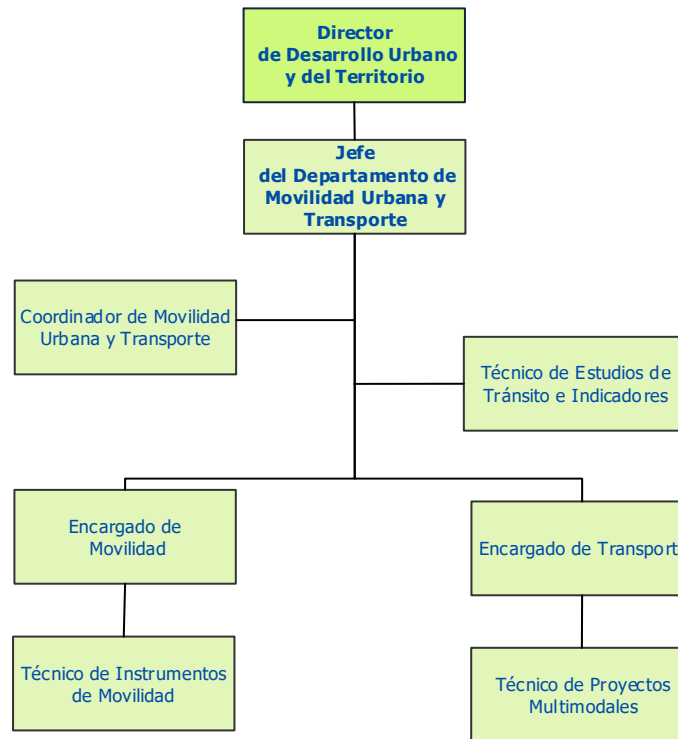 Director
de Desarrollo Urbano
y del Territorio
Jefe
del Departamento de
Movilidad Urbana y
Transporte
Coordinador de Movilidad
Urbana y Transporte
Técnico de Estudios de
Tránsito e Indicadores
Encargado de
Movilidad
Encargado de Transport
Técnico de Instrumentos
de Movilidad
Técnico de Proyectos
Multimodales